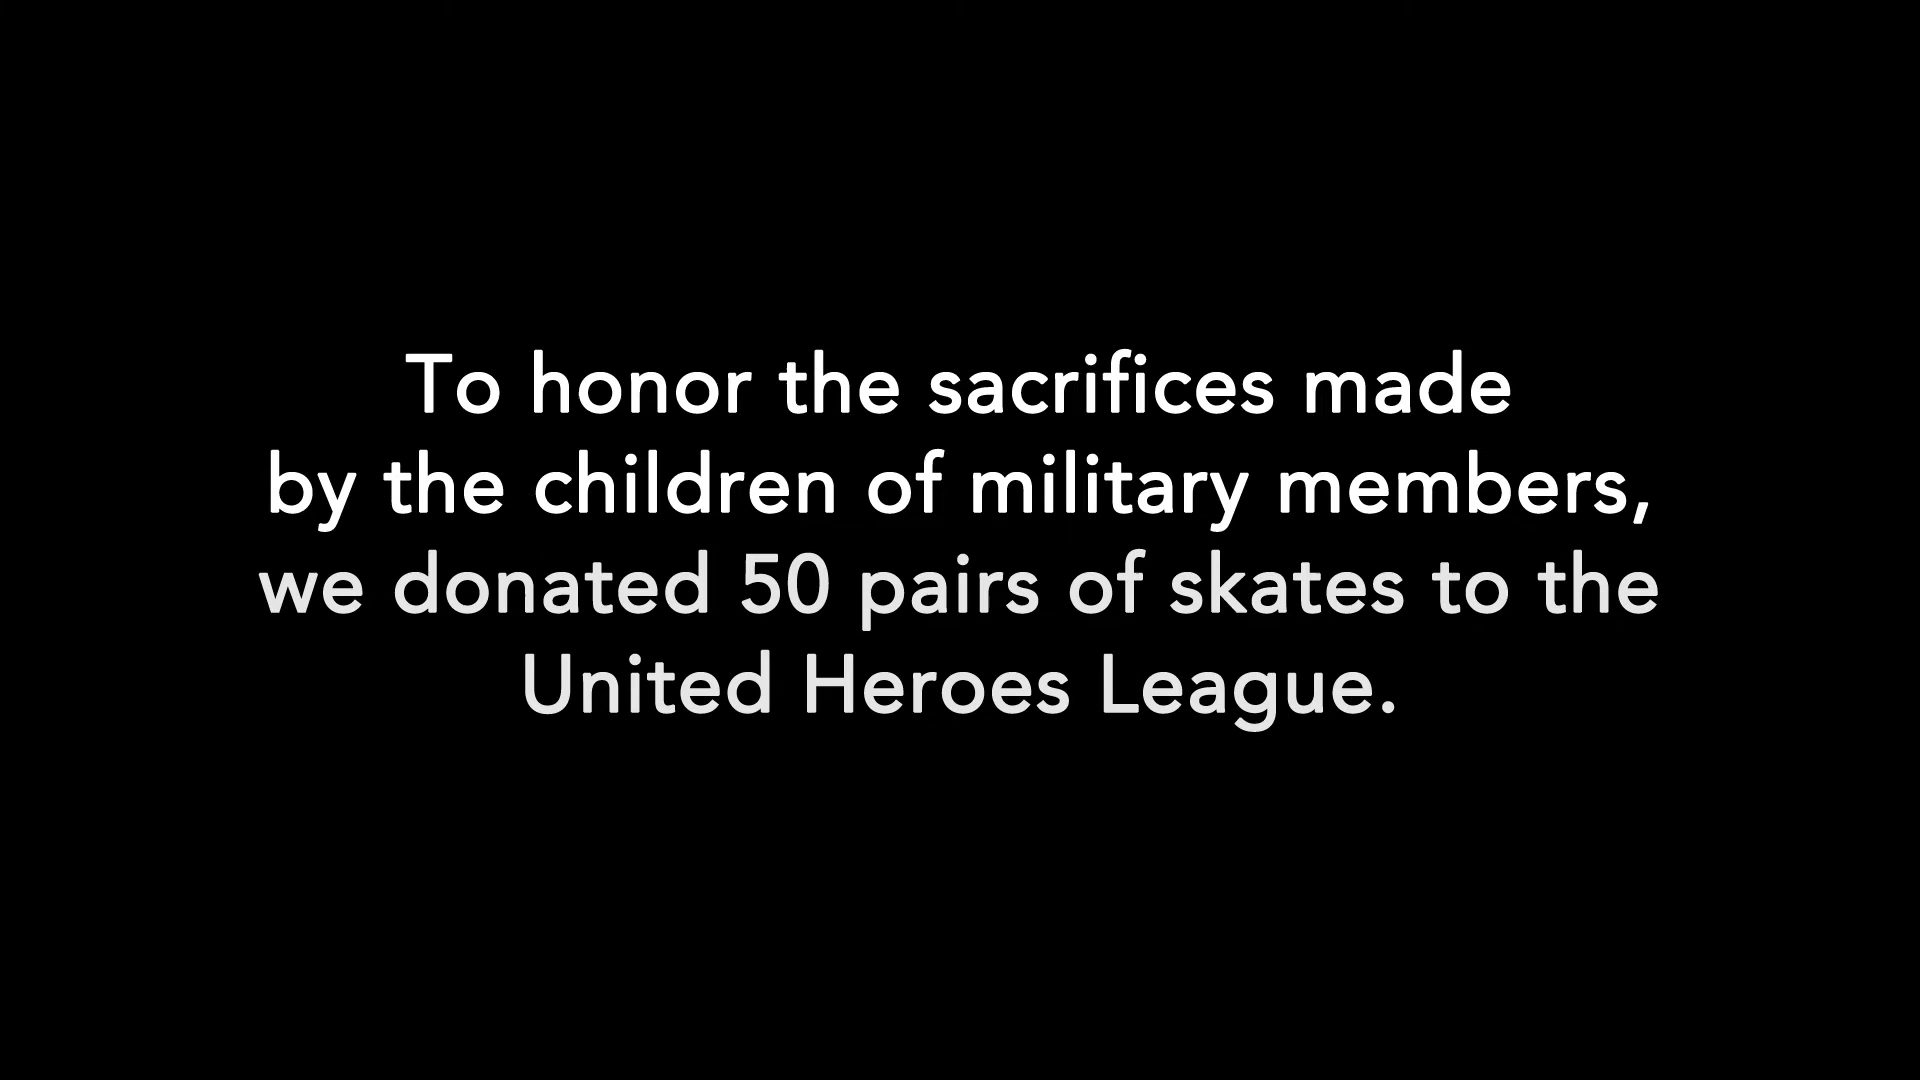 To honor the sacrifices made
by the children of military members,
we donated 50 pairs of skates to the
United Heroes League.